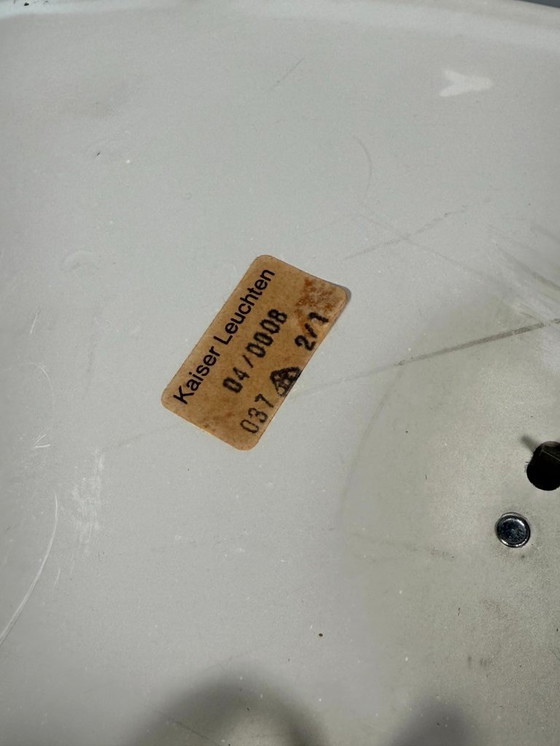 Kaiser Leuchten
04/0008
037 2/1